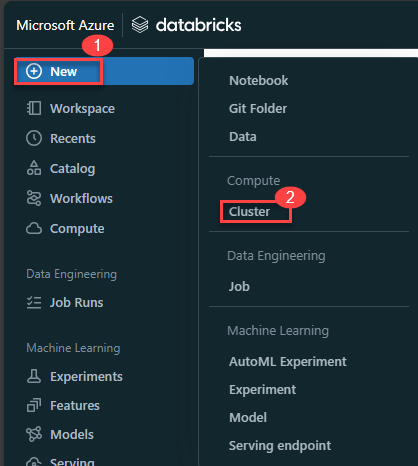 Microsoft Azure databricks
1
New
Workspace
Recents
Catalog
Workflows
Compute
Data Engineering
Job Runs
Machine Learning
Experiments
Features
Models
Serving
Notebook
Git Folder
Data
Compute
2
Cluster
Data Engineering
Job
Machine Learning
AutoML Experiment
Experiment
Model
Serving endpoint